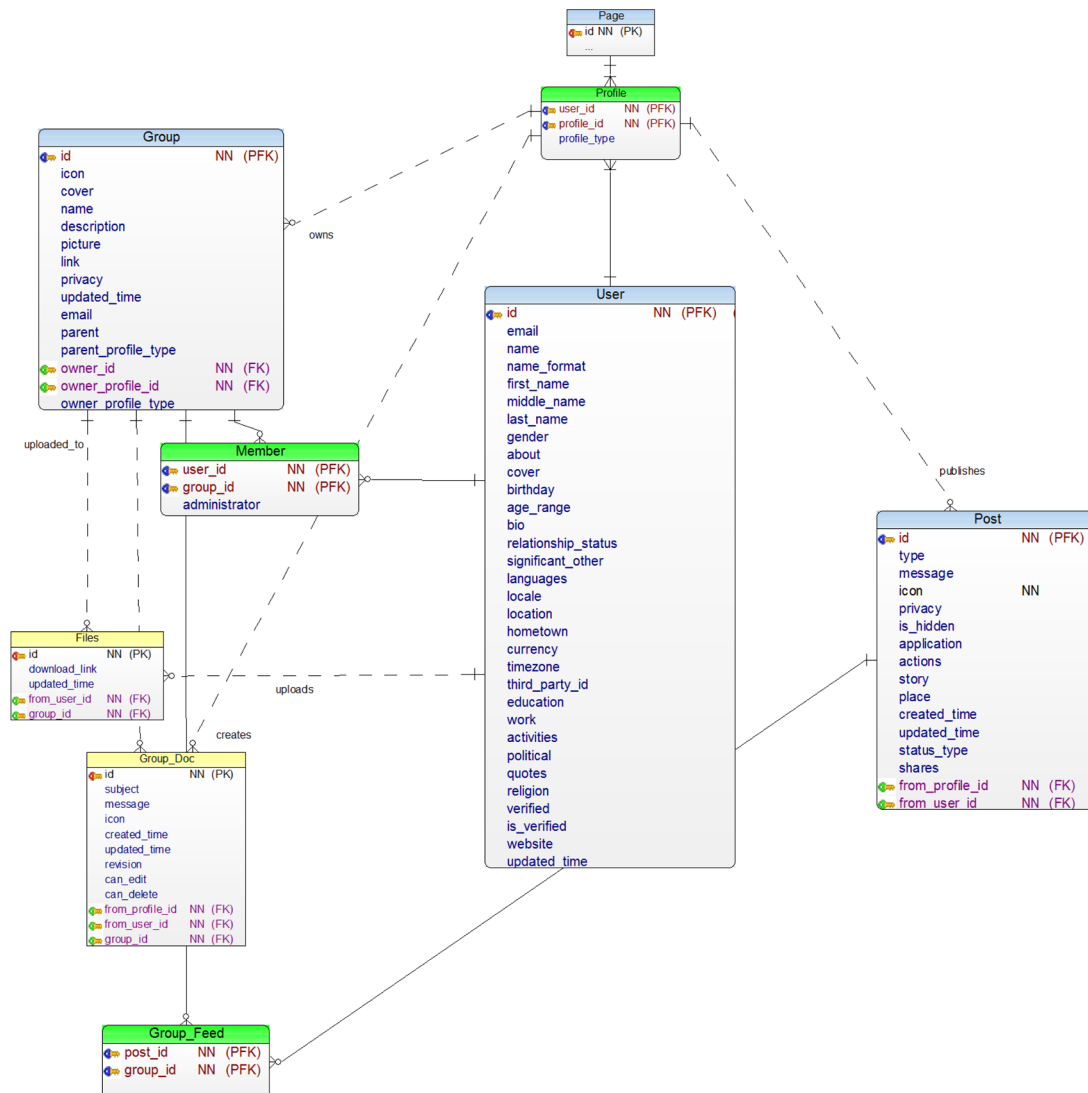 Page
id NN (PK)
...
Profile
user_id NN (PFK)
profile_id NN (PFK)
profile_type
Group
id NN (PFK)
icon
cover
name
description
picture
link
privacy
updated_time
email
parent
parent_profile_type
owner_id NN (FK)
owner_profile_id NN (FK)
owner_profile_type
owns
User
id NN (PFK) (
email
name
name_format
first_name
middle_name
last_name
gender
about
cover
birthday
age_range
bio
relationship_status
significant_other
languages
locale
location
hometown
currency
timezone
third_party_id
education
work
activities
political
quotes
religion
verified
is_verified
website
updated_time
uploaded_to
Member
user_id NN (PFK)
group_id NN (PFK)
administrator
publishes
Post
id NN (PFK)
type
message
icon NN
privacy
is_hidden
application
actions
story
place
created_time
updated_time
status_type
shares
from_profile_id NN (FK)
from_user_id NN (FK)
Files
id NN (PK)
download_link
updated_time
from_user_id NN (FK)
group_id NN (FK)
uploads
creates
Group_Doc
id NN (PK)
subject
message
icon
created_time
updated_time
revision
can_edit
can_delete
from_profile_id NN (FK)
from_user_id NN (FK)
group_id NN (FK)
Group_Feed
post_id NN (PFK)
group_id NN (PFK)